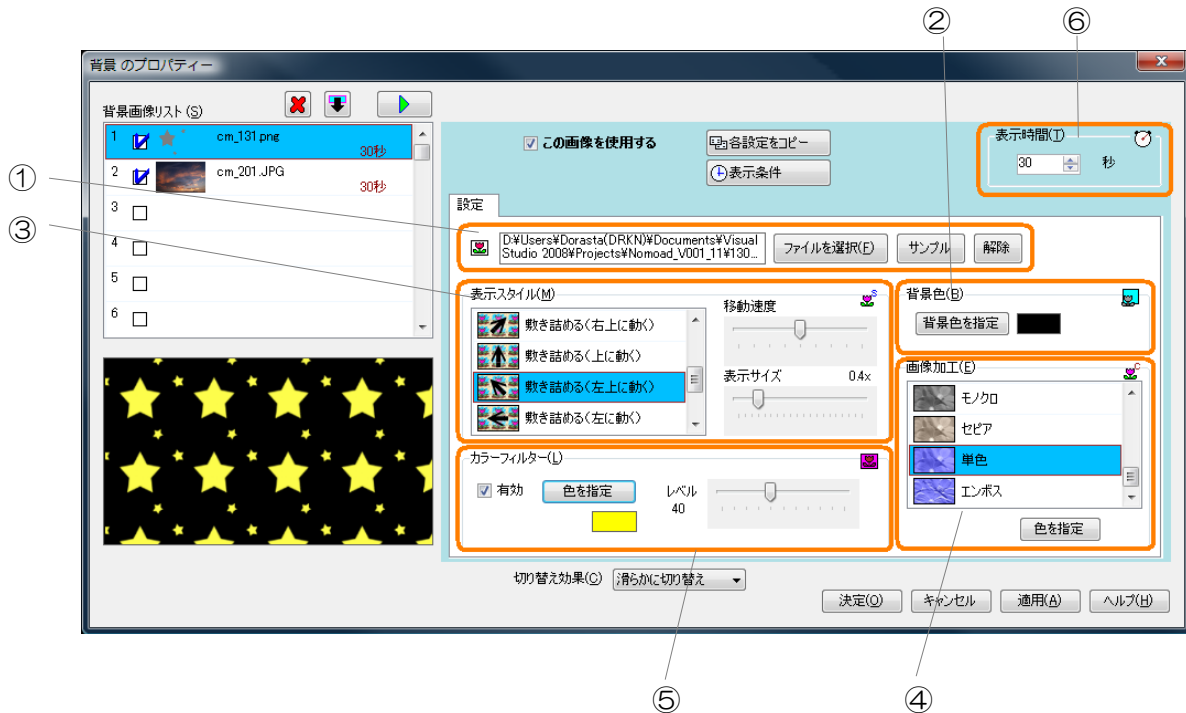 ② ⑥
背景 のプロパティー
背景画像リスト(S)
1 cm_131.png
30秒
2 cm_201.JPG
30秒
3
4
5
6
①
③
この画像を使用する
各設定をコピー
表示条件
表示時間(T)
30 秒
設定
D:¥Users¥Dorasta(DRKN)¥Documents¥Visual
Studio 2008¥Projects¥Nomoad_V001_11¥130...
ファイルを選択(F) サンプル 解除
表示スタイル(M)
敷き詰める(右上に動く)
敷き詰める(上に動く)
敷き詰める(左上に動く)
敷き詰める(左に動く)
移動速度
S
表示サイズ 0.4x
背景色(B)
背景色を指定
画像加工(E)
C
モノクロ
セピア
単色
エンボス
色を指定
カラーフィルター(L)
有効 色を指定 レベル
40
切り替え効果(C) 滑らかに切り替え
決定(O) キャンセル 適用(A) ヘルプ(H)
⑤ ④